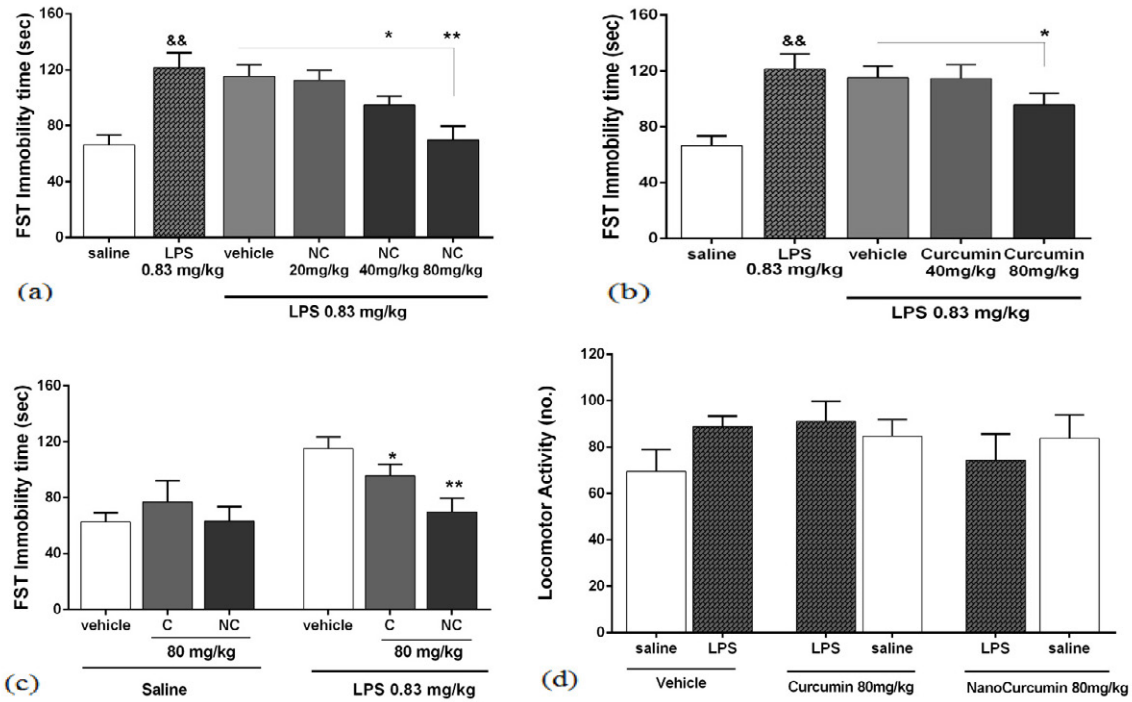 FST Immobility time (sec)
160
120
80
40
0
&&
*
**
saline
LPS
0.83 mg/kg
vehicle
NC
20mg/kg
NC
40mg/kg
NC
80mg/kg
LPS 0.83 mg/kg
(a)
FST Immobility time (sec)
160
120
80
40
0
&&
*
saline
LPS
0.83 mg/kg
vehicle
Curcumin
40mg/kg
Curcumin
80mg/kg
LPS 0.83 mg/kg
(b)
FST Immobility time (sec)
160
120
80
40
0
*
**
vehicle
C
NC
80 mg/kg
Saline
vehicle
C
NC
80 mg/kg
LPS 0.83 mg/kg
(c)
Locomotor Activity (no.)
120
100
80
60
40
20
0
saline
LPS
Vehicle
LPS
saline
Curcumin 80mg/kg
LPS
saline
NanoCurcumin 80mg/kg
(d)